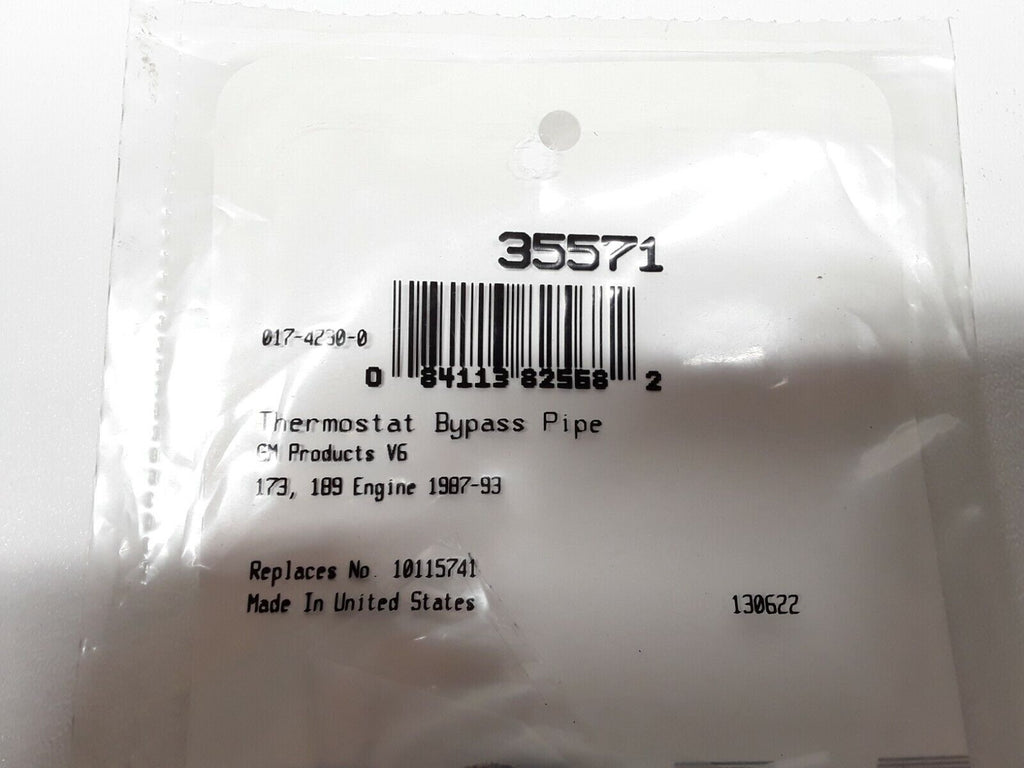 35571
017-4230-0
0 84113 82568 2
Thermostat Bypass Pipe
GM Products V6
173, 189 Engine 1987-93
Replaces No. 10115741
Made In United States
130622